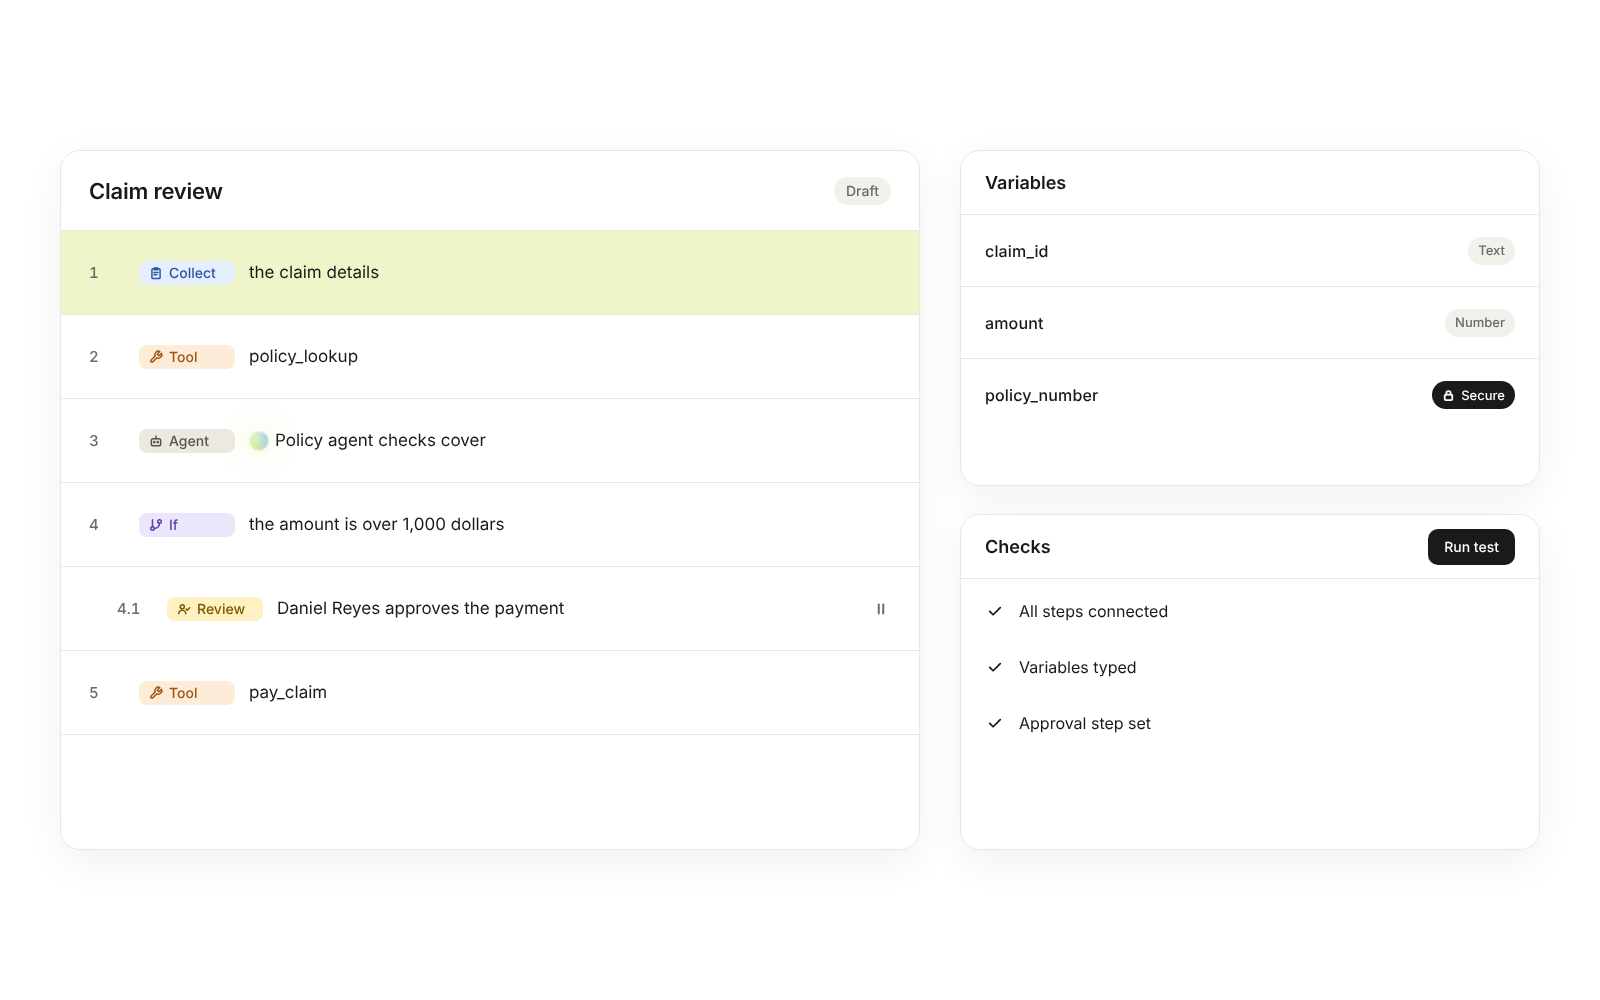 Claim review
Draft
1 Collect the claim details
2 Tool policy_lookup
3 Agent Policy agent checks cover
4 If the amount is over 1,000 dollars
4.1 Review Daniel Reyes approves the payment
5 Tool pay_claim
Variables
claim_id Text
amount Number
policy_number Secure
Checks
Run test
All steps connected
Variables typed
Approval step set